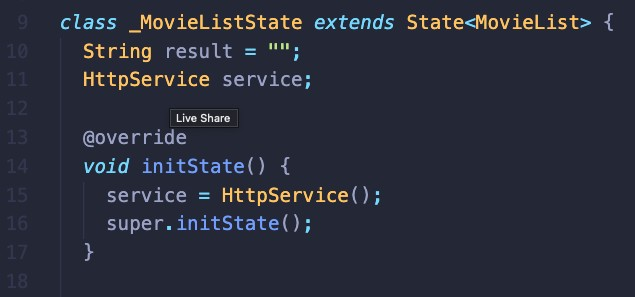 9 class _MovieListState extends State<MovieList> {
10 String result = "";
11 HttpService service;
12
Live Share
13 @override
14 void initState() {
15 service = HttpService();
16 super.initState();
17 }
18